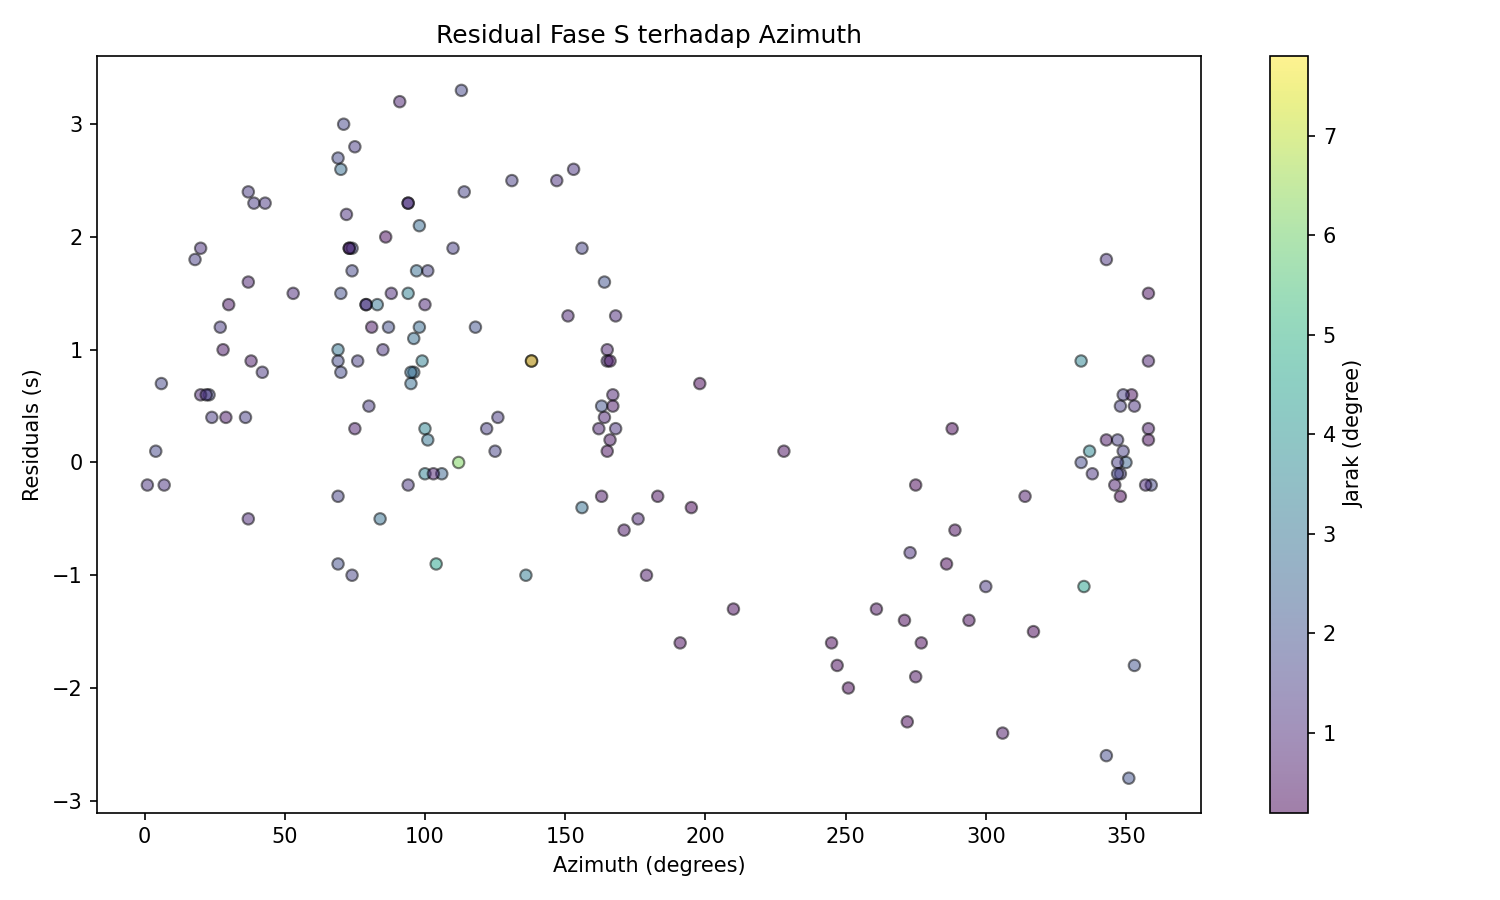 Residual Fase S terhadap Azimuth
Residuals (s)
3
2
1
0
−1
−2
−3
0 50 100 150 200 250 300 350
Azimuth (degrees)
7
6
5
4
3
2
1
Jarak (degree)